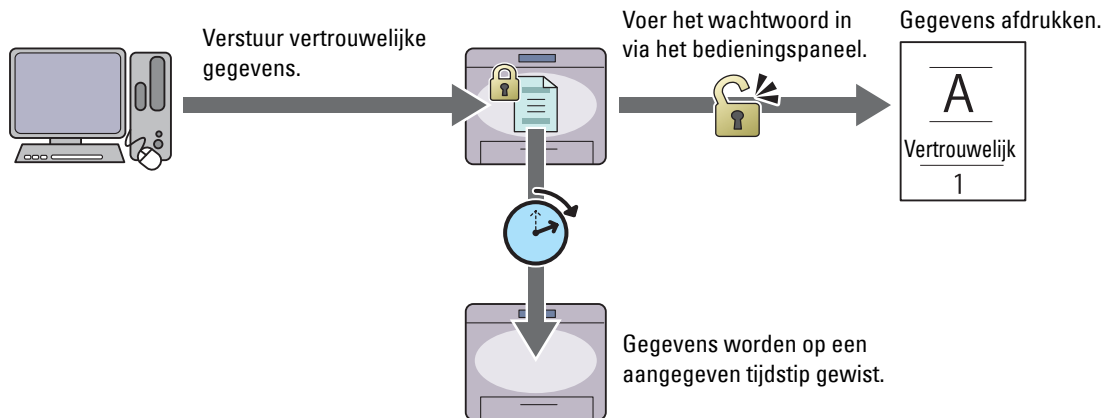 Verstuur vertrouwelijke
gegevens.
Voer het wachtwoord in
via het bedieningspaneel.
Gegevens afdrukken.
A
Vertrouwelijk
1
Gegevens worden op een
aangegeven tijdstip gewist.